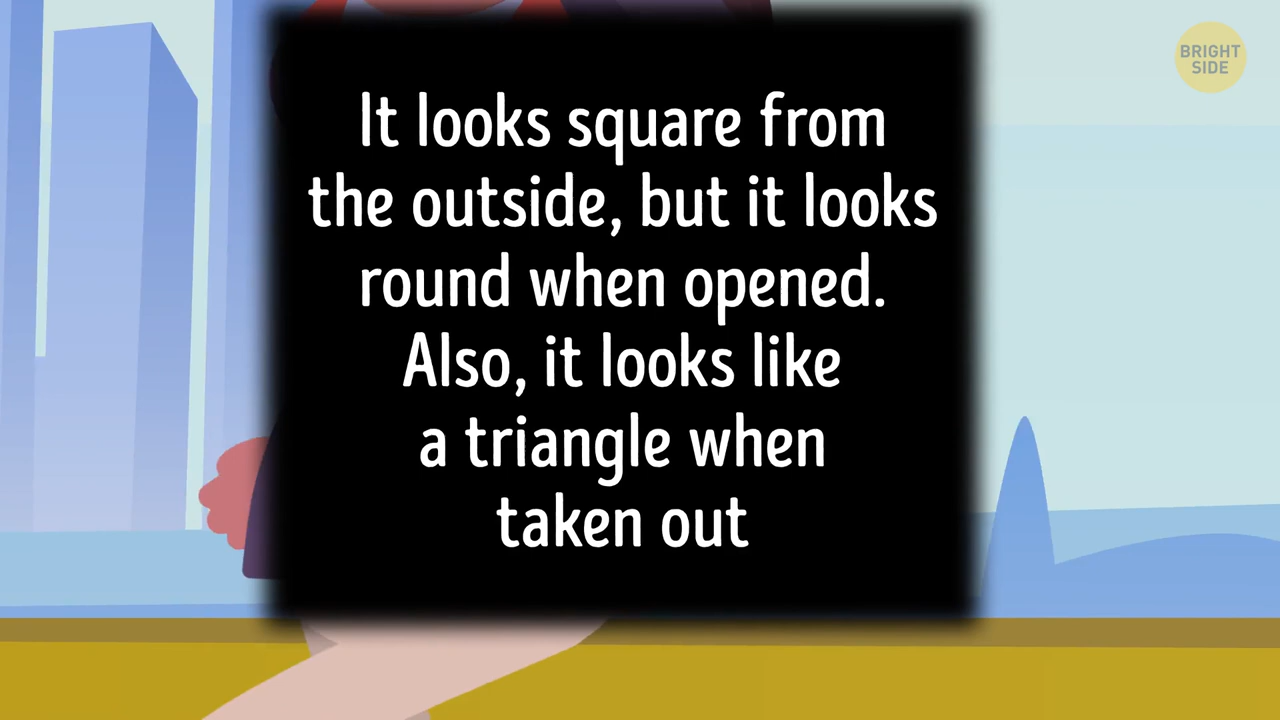 BRIGHT
SIDE
It looks square from
the outside, but it looks
round when opened.
Also, it looks like
a triangle when
taken out